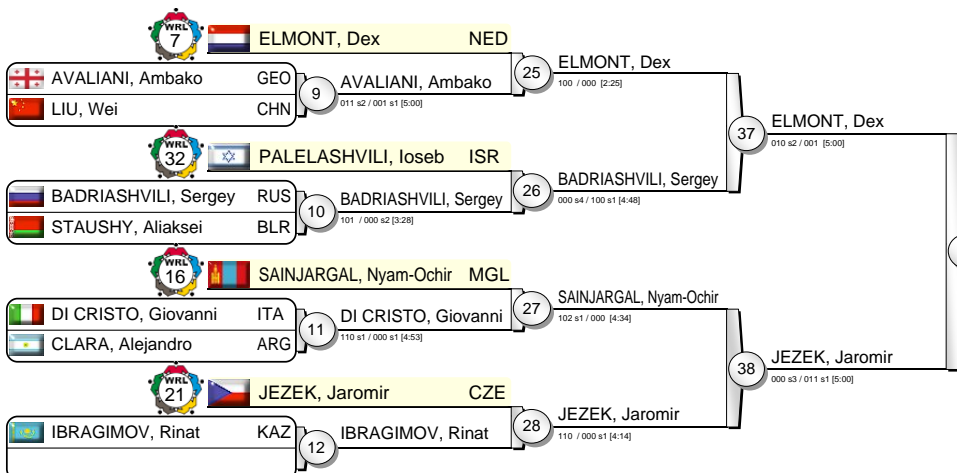 WRL
7
ELMONT, Dex NED
AVALIANI, Ambako GEO
LIU, Wei CHN
9
AVALIANI, Ambako
011 s2 / 001 s1 [5:00]
25
ELMONT, Dex
100 / 000 [2:25]
WRL
32
PALELASHVILI, Ioseb ISR
BADRIASHVILI, Sergey RUS
STAUSHY, Aliaksei BLR
10
BADRIASHVILI, Sergey
101 / 000 s2 [3:28]
26
BADRIASHVILI, Sergey
000 s4 / 100 s1 [4:48]
37
ELMONT, Dex
010 s2 / 001 [5:00]
WRL
16
SAINJARGAL, Nyam-Ochir MGL
DI CRISTO, Giovanni ITA
CLARA, Alejandro ARG
11
DI CRISTO, Giovanni
110 s1 / 000 s1 [4:53]
27
SAINJARGAL, Nyam-Ochir
102 s1 / 000 [4:34]
WRL
21
JEZEK, Jaromir CZE
IBRAGIMOV, Rinat KAZ
12
IBRAGIMOV, Rinat
28
JEZEK, Jaromir
110 / 000 s1 [4:14]
38
JEZEK, Jaromir
000 s3 / 011 s1 [5:00]